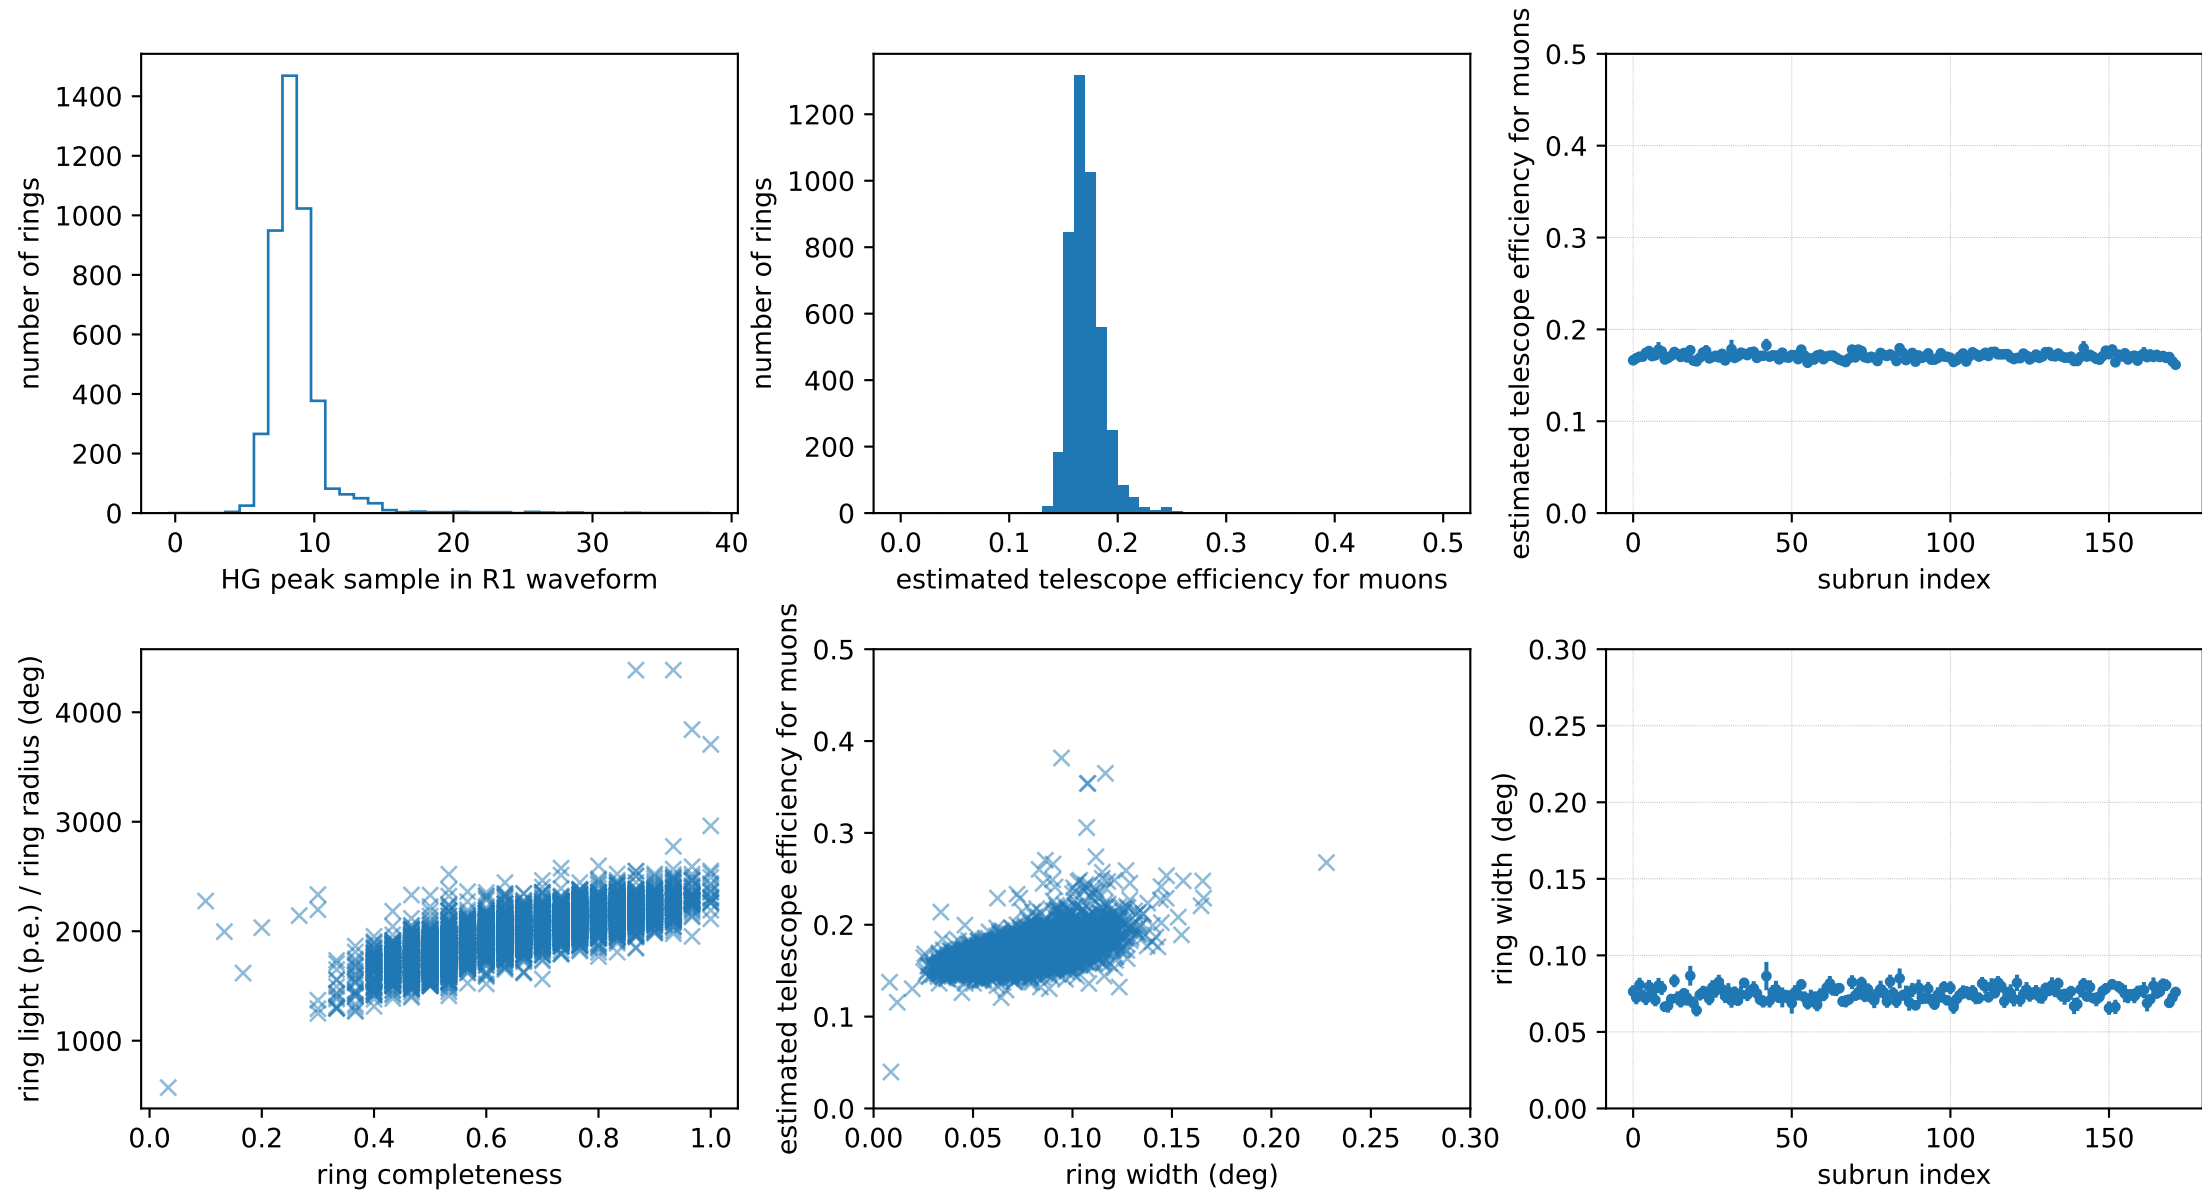 number of rings
1400
1200
1000
800
600
400
200
0
0 10 20 30 40
HG peak sample in R1 waveform
number of rings
1200
1000
800
600
400
200
0
0.0 0.1 0.2 0.3 0.4 0.5
estimated telescope efficiency for muons
estimated telescope efficiency for muons
0.5
0.4
0.3
0.2
0.1
0.0
0 50 100 150
subrun index
ring light (p.e.) / ring radius (deg)
4000
3000
2000
1000
0.0 0.2 0.4 0.6 0.8 1.0
ring completeness
estimated telescope efficiency for muons
0.5
0.4
0.3
0.2
0.1
0.0
0.00 0.05 0.10 0.15 0.20 0.25 0.30
ring width (deg)
ring width (deg)
0.30
0.25
0.20
0.15
0.10
0.05
0.00
0 50 100 150
subrun index